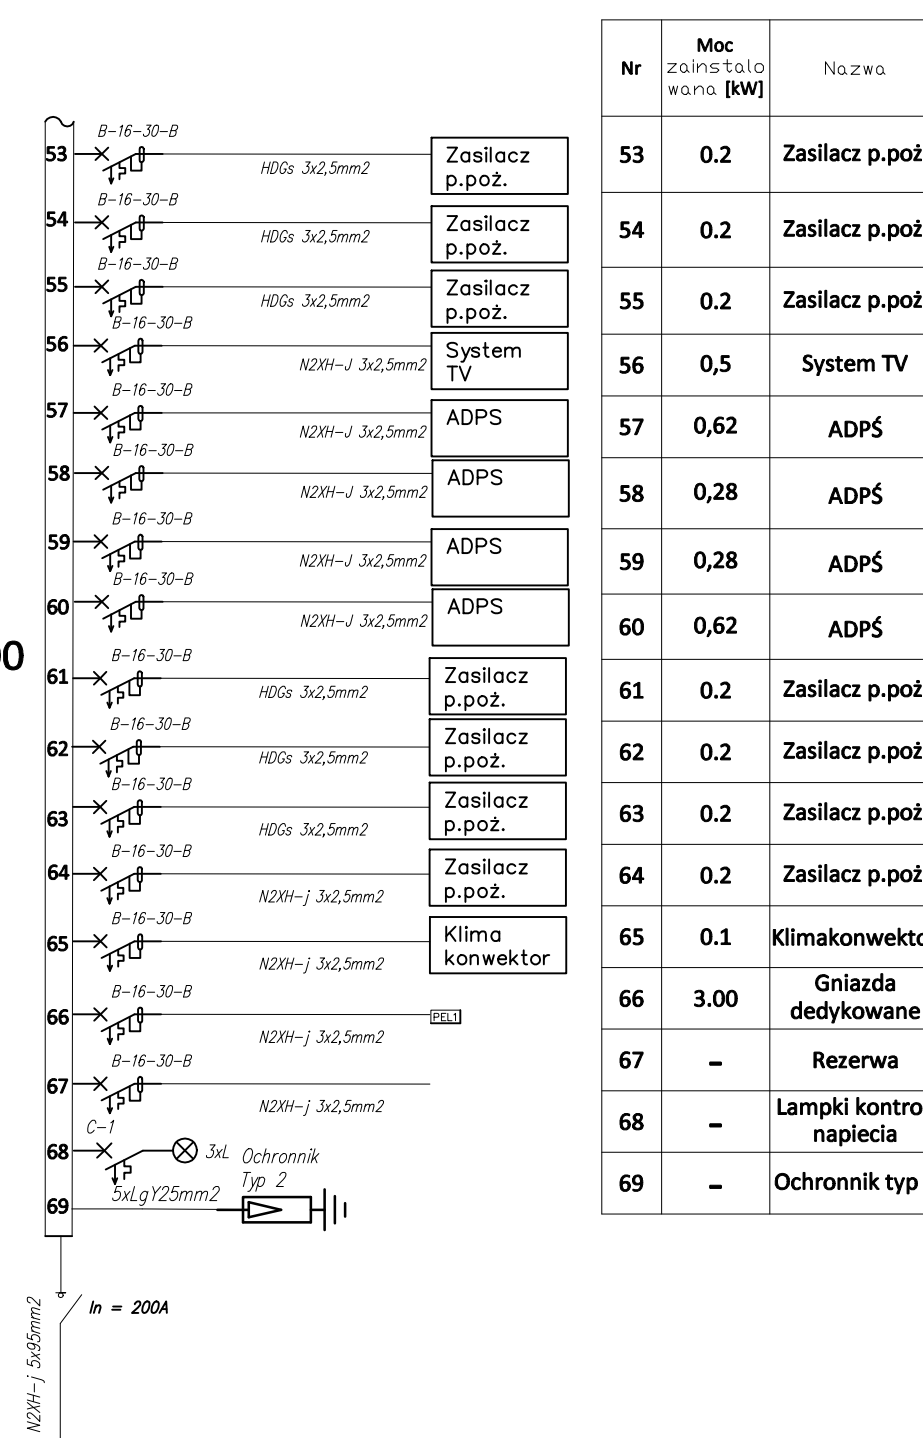 B-16-30-B
53
HDGs 3x2,5mm2
Zasilacz
p.poż.
B-16-30-B
54
HDGs 3x2,5mm2
Zasilacz
p.poż.
B-16-30-B
55
HDGs 3x2,5mm2
Zasilacz
p.poż.
B-16-30-B
56
N2XH-J 3x2,5mm2
System
TV
B-16-30-B
57
N2XH-J 3x2,5mm2
ADPS
B-16-30-B
58
N2XH-J 3x2,5mm2
ADPS
B-16-30-B
59
N2XH-J 3x2,5mm2
ADPS
B-16-30-B
60
N2XH-J 3x2,5mm2
ADPS
B-16-30-B
61
HDGs 3x2,5mm2
Zasilacz
p.poż.
B-16-30-B
62
HDGs 3x2,5mm2
Zasilacz
p.poż.
B-16-30-B
63
HDGs 3x2,5mm2
Zasilacz
p.poż.
B-16-30-B
64
N2XH-j 3x2,5mm2
Zasilacz
p.poż.
B-16-30-B
65
N2XH-j 3x2,5mm2
Klima
konwektor
B-16-30-B
66
N2XH-j 3x2,5mm2
PEL1
B-16-30-B
67
N2XH-j 3x2,5mm2
C-1
68
3xL
Ochronnik
Typ 2
5xLgY25mm2
69
In = 200A
N2XH-j 5x95mm2
Nr Moc zainstalo wana [kW] Nazwa
53 0.2 Zasilacz p.poż
54 0.2 Zasilacz p.poż
55 0.2 Zasilacz p.poż
56 0,5 System TV
57 0,62 ADPŚ
58 0,28 ADPŚ
59 0,28 ADPŚ
60 0,62 ADPŚ
61 0.2 Zasilacz p.poż
62 0.2 Zasilacz p.poż
63 0.2 Zasilacz p.poż
64 0.2 Zasilacz p.poż
65 0.1 Klimakonwekto
66 3.00 Gniazda dedykowane
67 - Rezerwa
68 - Lampki kontro napiecia
69 - Ochronnik typ